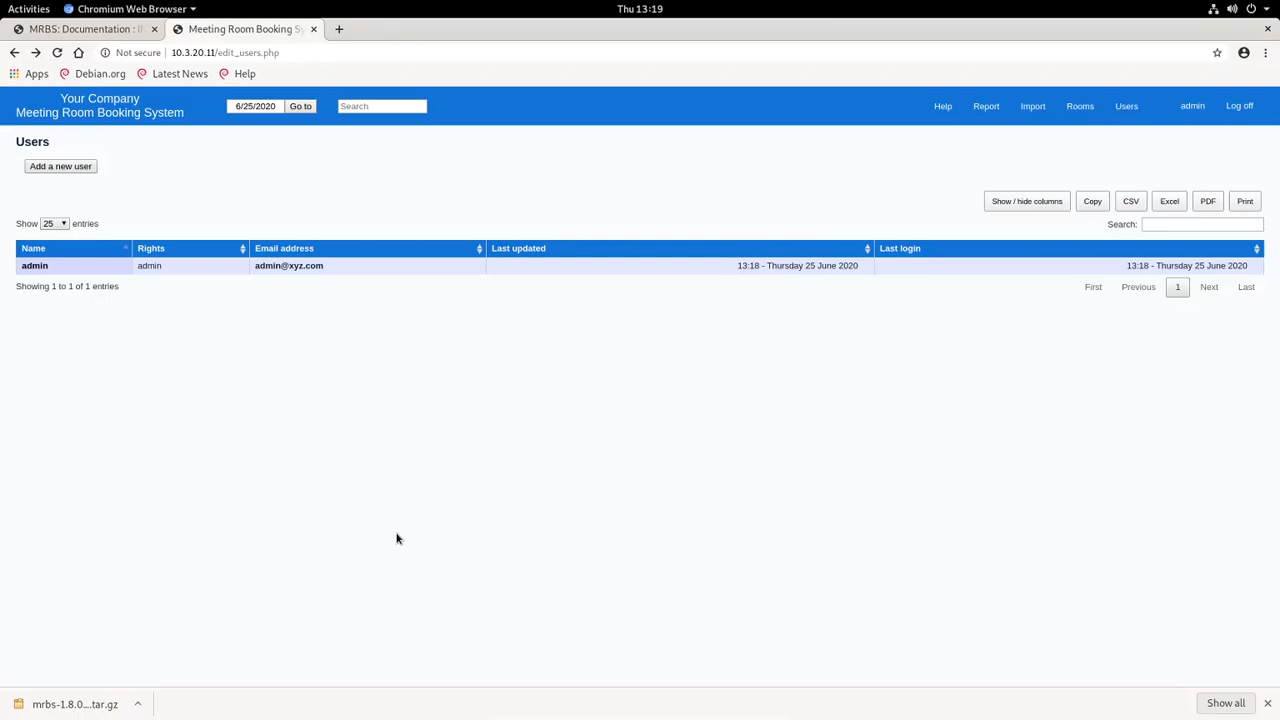 Activities Chromium Web Browser Thu 13:19
MRBS: Documentation : MRBS: Documentation
Meeting Room Booking S
Not secure 10.3.20.11/edit_users.php
Apps Debian.org Latest News Help
Your Company
Meeting Room Booking System
6/25/2020 Go to Search Help Report Import Rooms Users admin Log off
Users
Add a new user
Show / hide columns Copy CSV Excel PDF Print
Show 25 entries Search:
Name Rights Email address Last updated Last login
admin admin admin@xyz.com 13:18 - Thursday 25 June 2020 13:18 - Thursday 25 June 2020
Showing 1 to 1 of 1 entries First Previous 1 Next Last
mrbs-1.8.0....tar.gz Show all